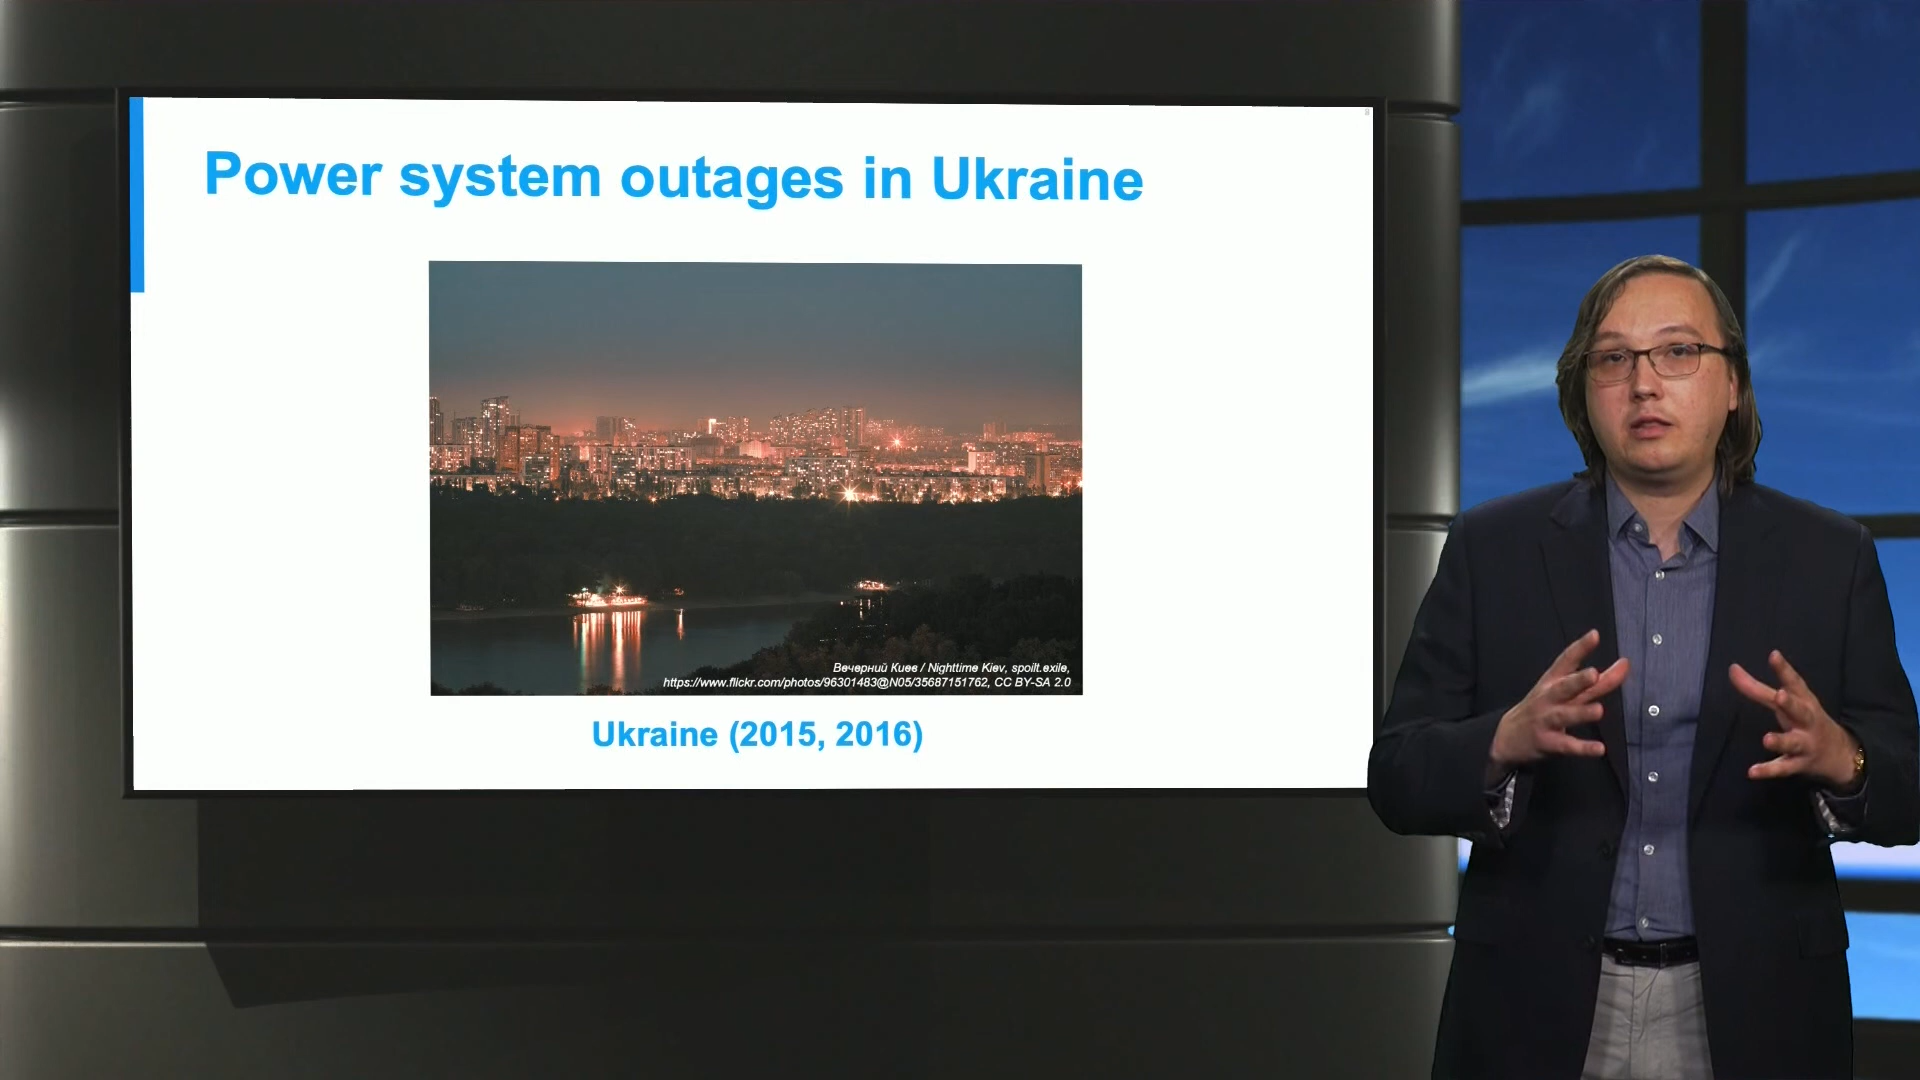 Power system outages in Ukraine
Вечерний Киев / Nighttime Kiev, spoilt.exile,
https://www.flickr.com/photos/96301483@N05/35687151762, CC BY-SA 2.0
Ukraine (2015, 2016)